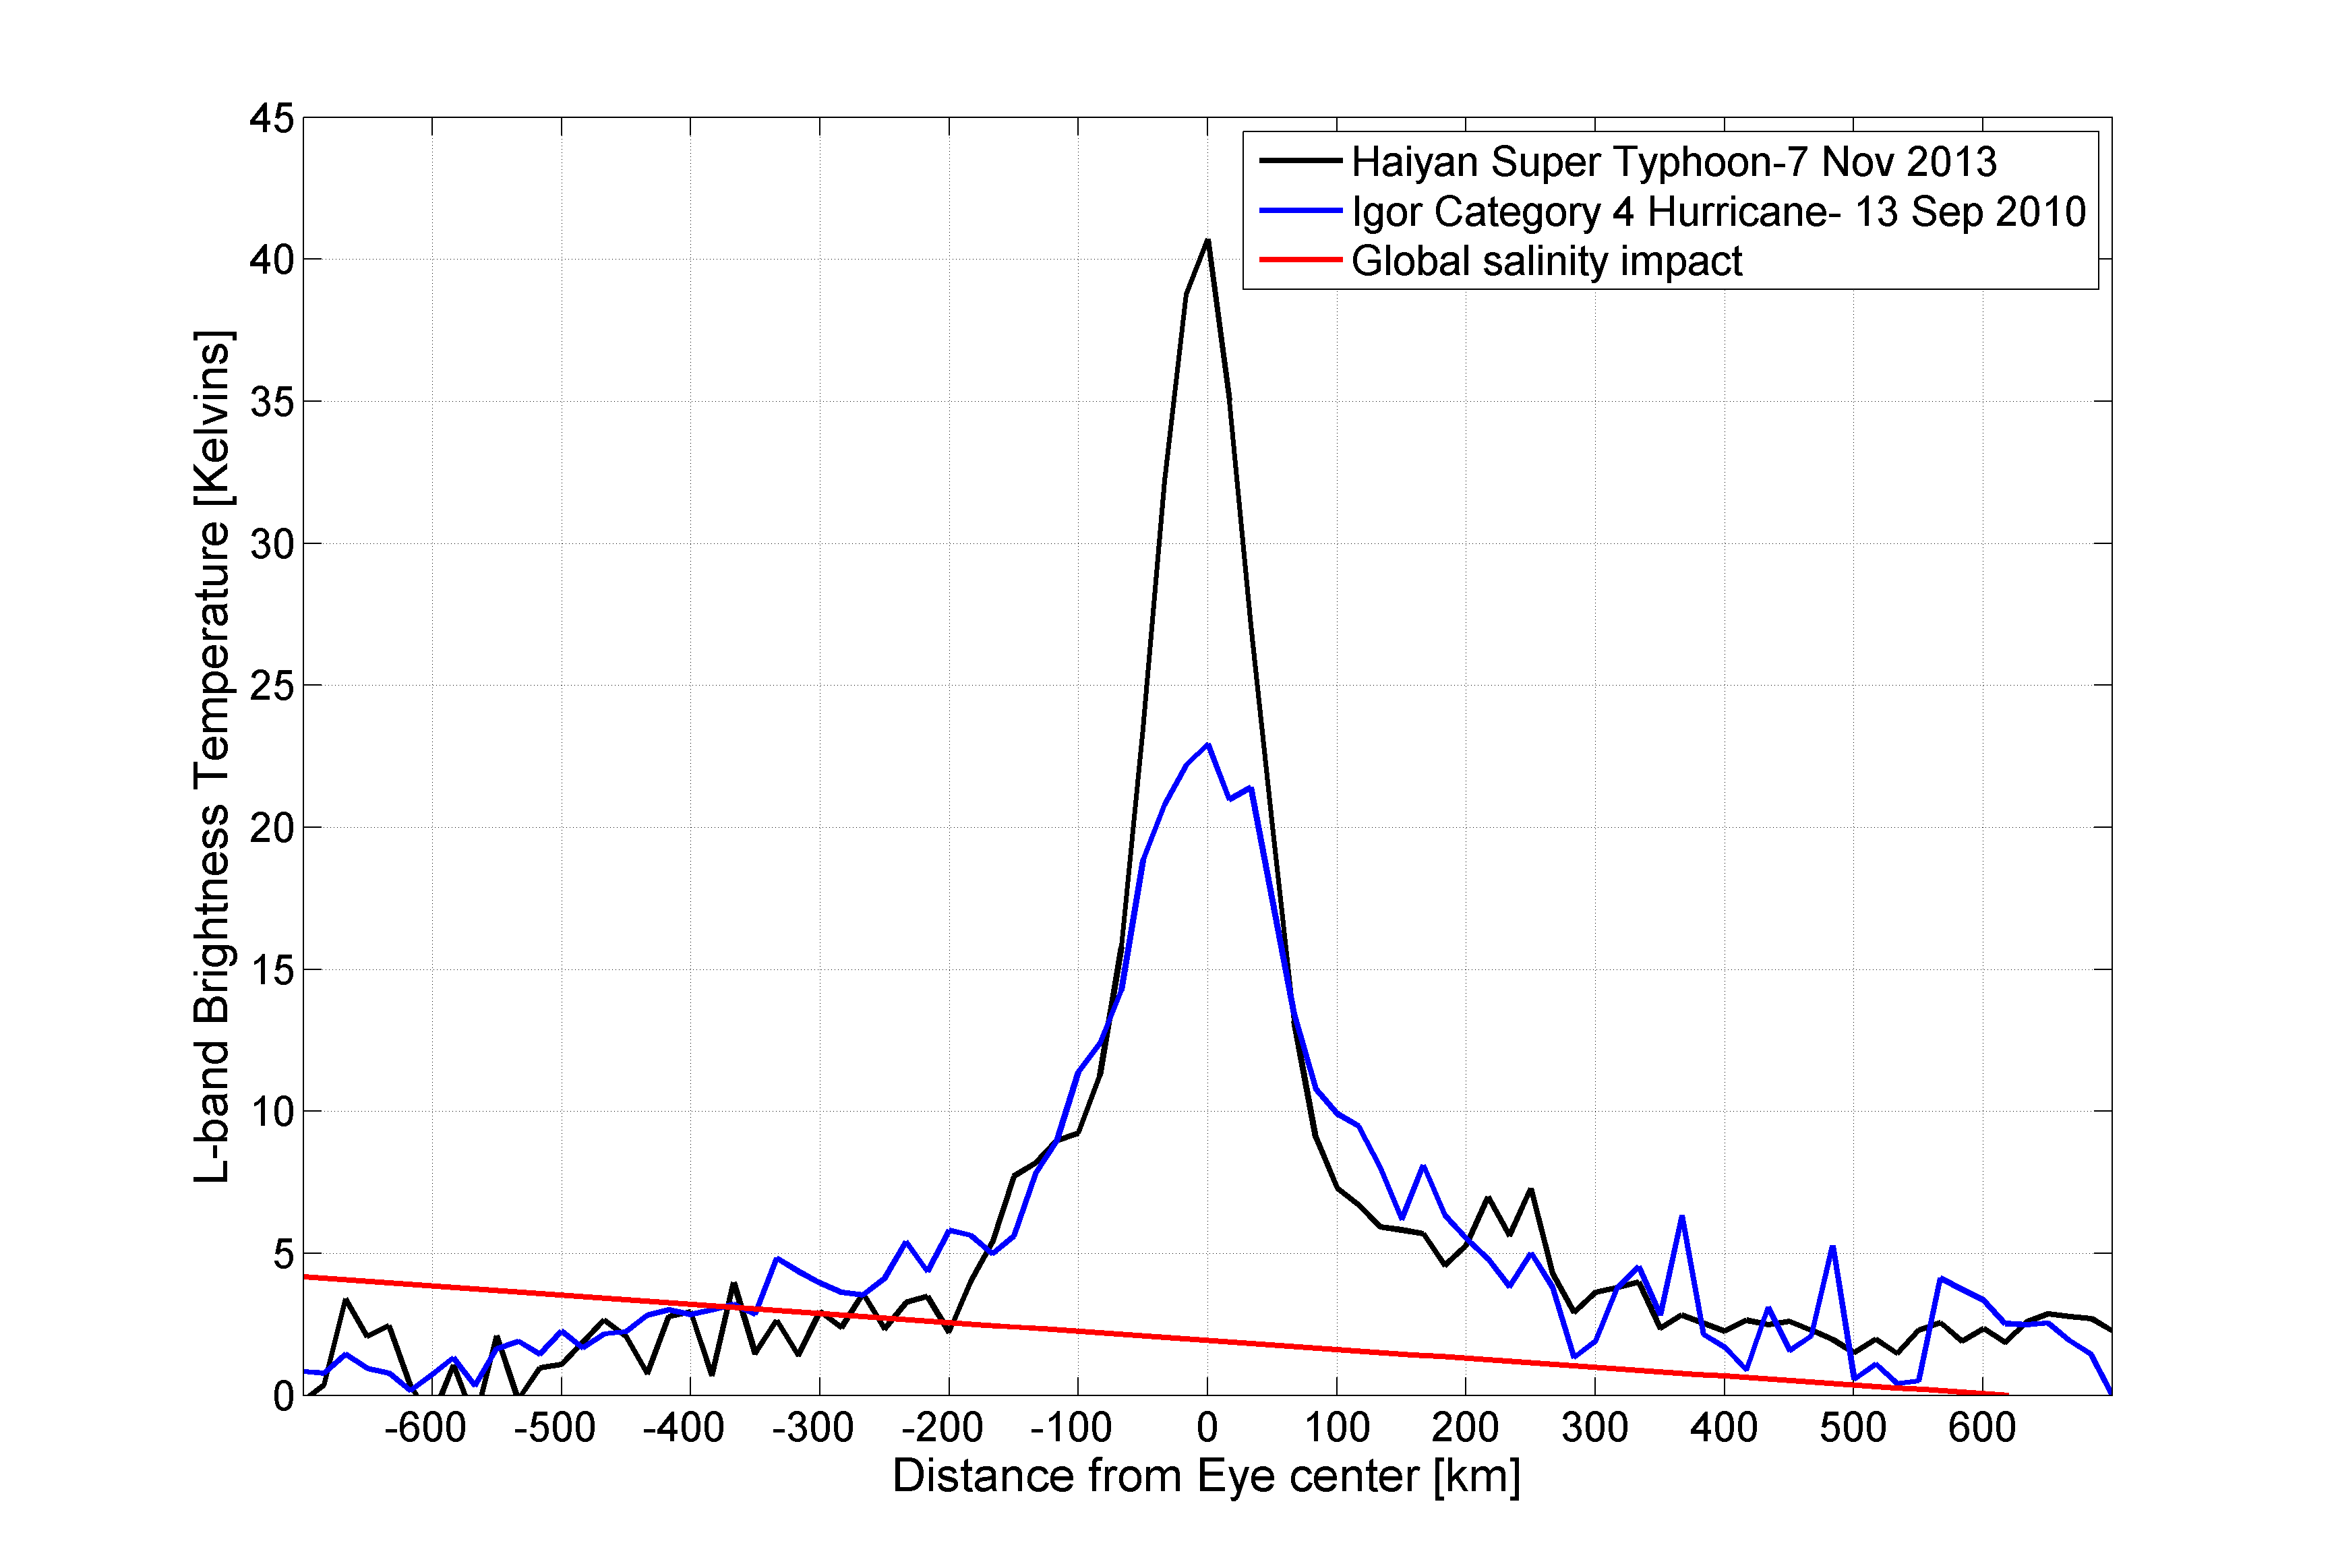 Haiyan Super Typhoon-7 Nov 2013
Igor Category 4 Hurricane- 13 Sep 2010
Global salinity impact
L-band Brightness Temperature [Kelvins]
45
40
35
30
25
20
15
10
5
0
-600 -500 -400 -300 -200 -100 0 100 200 300 400 500 600
Distance from Eye center [km]